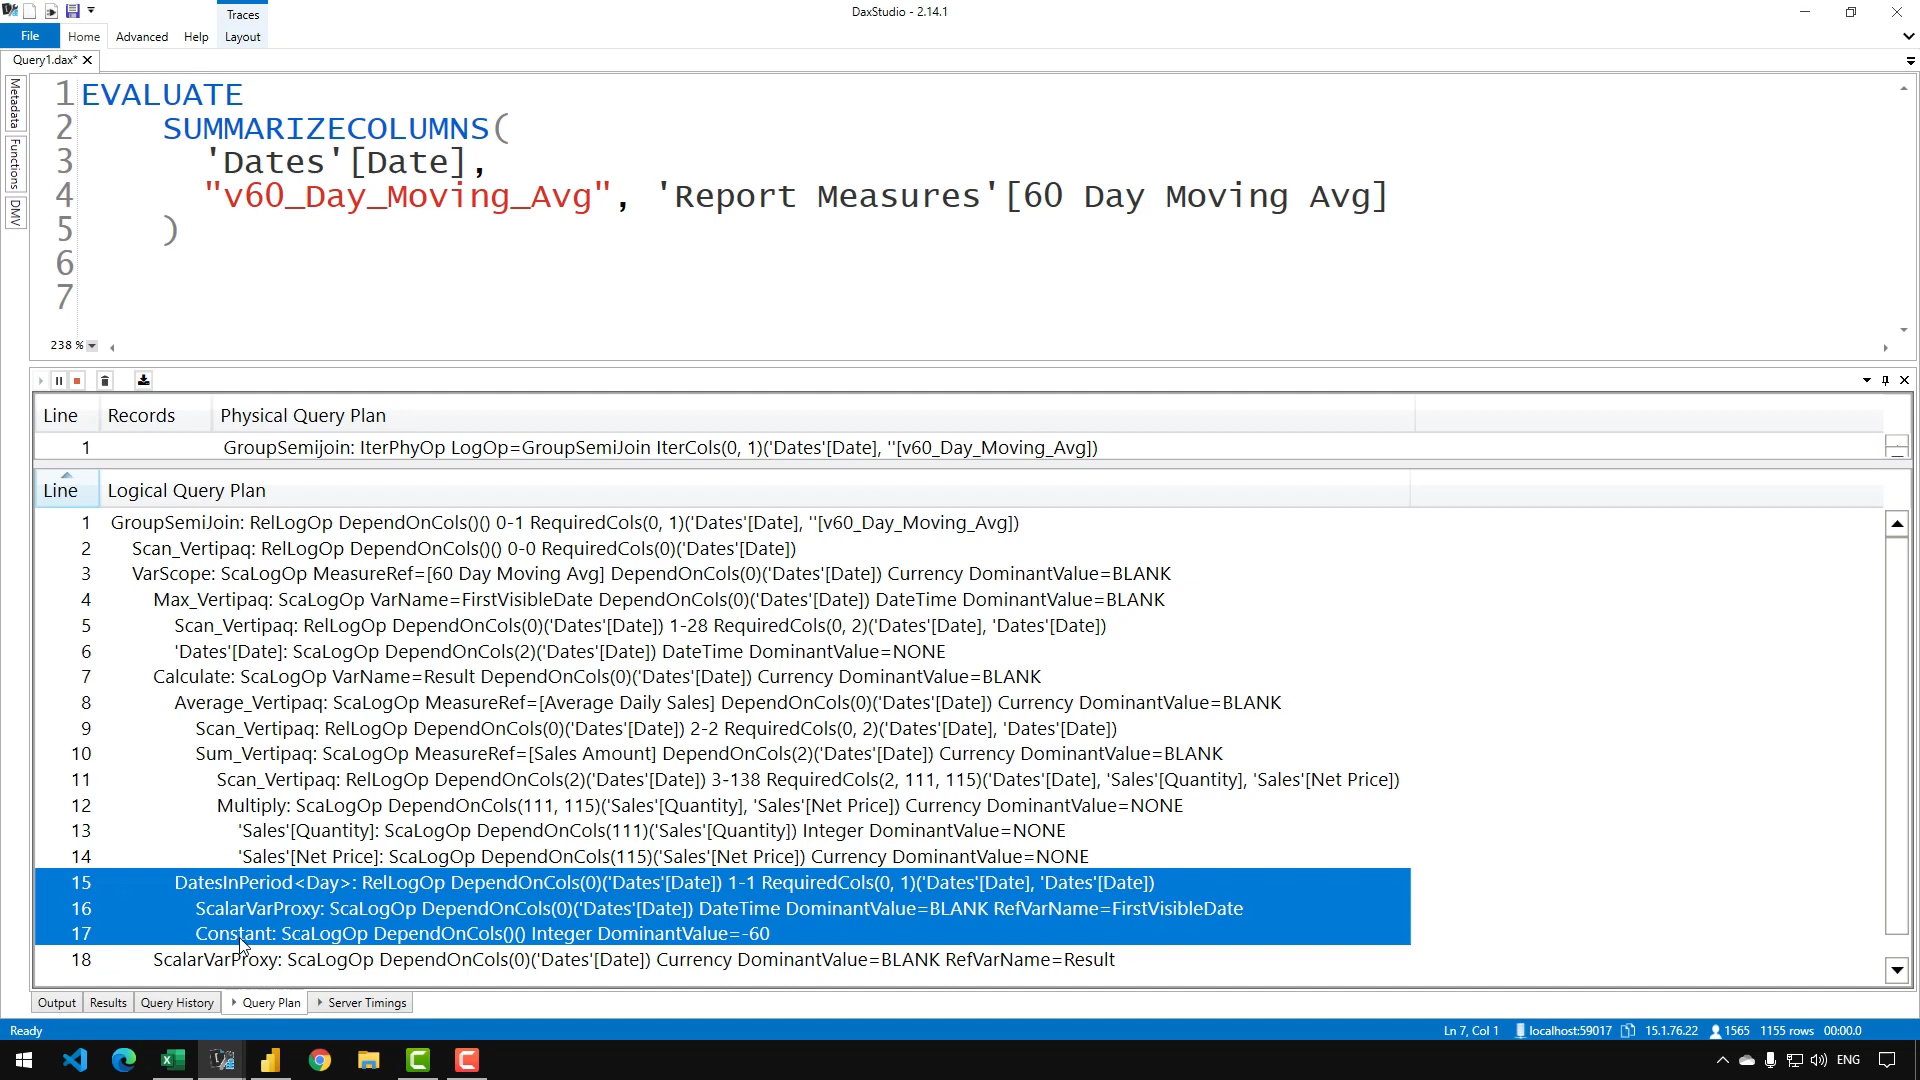 Traces
DaxStudio - 2.14.1
File
Home
Advanced
Help
Layout
Query1.dax*
Metadata
Functions
DMV
1 EVALUATE
2 SUMMARIZECOLUMNS(
3 'Dates'[Date],
4 "v60_Day_Moving_Avg", 'Report Measures'[60 Day Moving Avg]
5 )
6
7
238 %
Line Records Physical Query Plan
1 GroupSemijoin: IterPhyOp LogOp=GroupSemiJoin IterCols(0, 1)('Dates'[Date], ''[v60_Day_Moving_Avg])
Line Logical Query Plan
1 GroupSemiJoin: RelLogOp DependOnCols()() 0-1 RequiredCols(0, 1)('Dates'[Date], ''[v60_Day_Moving_Avg])
2 Scan_Vertipaq: RelLogOp DependOnCols()() 0-0 RequiredCols(0)('Dates'[Date])
3 VarScope: ScaLogOp MeasureRef=[60 Day Moving Avg] DependOnCols(0)('Dates'[Date]) Currency DominantValue=BLANK
4 Max_Vertipaq: ScaLogOp VarName=FirstVisibleDate DependOnCols(0)('Dates'[Date]) DateTime DominantValue=BLANK
5 Scan_Vertipaq: RelLogOp DependOnCols(0)('Dates'[Date]) 1-28 RequiredCols(0, 2)('Dates'[Date], 'Dates'[Date])
6 'Dates'[Date]: ScaLogOp DependOnCols(2)('Dates'[Date]) DateTime DominantValue=NONE
7 Calculate: ScaLogOp VarName=Result DependOnCols(0)('Dates'[Date]) Currency DominantValue=BLANK
8 Average_Vertipaq: ScaLogOp MeasureRef=[Average Daily Sales] DependOnCols(0)('Dates'[Date]) Currency DominantValue=BLANK
9 Scan_Vertipaq: RelLogOp DependOnCols(0)('Dates'[Date]) 2-2 RequiredCols(0, 2)('Dates'[Date], 'Dates'[Date])
10 Sum_Vertipaq: ScaLogOp MeasureRef=[Sales Amount] DependOnCols(2)('Dates'[Date]) Currency DominantValue=BLANK
11 Scan_Vertipaq: RelLogOp DependOnCols(2)('Dates'[Date]) 3-138 RequiredCols(2, 111, 115)('Dates'[Date], 'Sales'[Quantity], 'Sales'[Net Price])
12 Multiply: ScaLogOp DependOnCols(111, 115)('Sales'[Quantity], 'Sales'[Net Price]) Currency DominantValue=NONE
13 'Sales'[Quantity]: ScaLogOp DependOnCols(111)('Sales'[Quantity]) Integer DominantValue=NONE
14 'Sales'[Net Price]: ScaLogOp DependOnCols(115)('Sales'[Net Price]) Currency DominantValue=NONE
15 DatesInPeriod<Day>: RelLogOp DependOnCols(0)('Dates'[Date]) 1-1 RequiredCols(0, 1)('Dates'[Date], 'Dates'[Date])
16 ScalarVarProxy: ScaLogOp DependOnCols(0)('Dates'[Date]) DateTime DominantValue=BLANK RefVarName=FirstVisibleDate
17 Constant: ScaLogOp DependOnCols()() Integer DominantValue=-60
18 ScalarVarProxy: ScaLogOp DependOnCols(0)('Dates'[Date]) Currency DominantValue=BLANK RefVarName=Result
Output
Results
Query History
Query Plan
Server Timings
Ready
Ln 7, Col 1
localhost:59017
15.1.76.22
1565
1155 rows
00:00.0
ENG